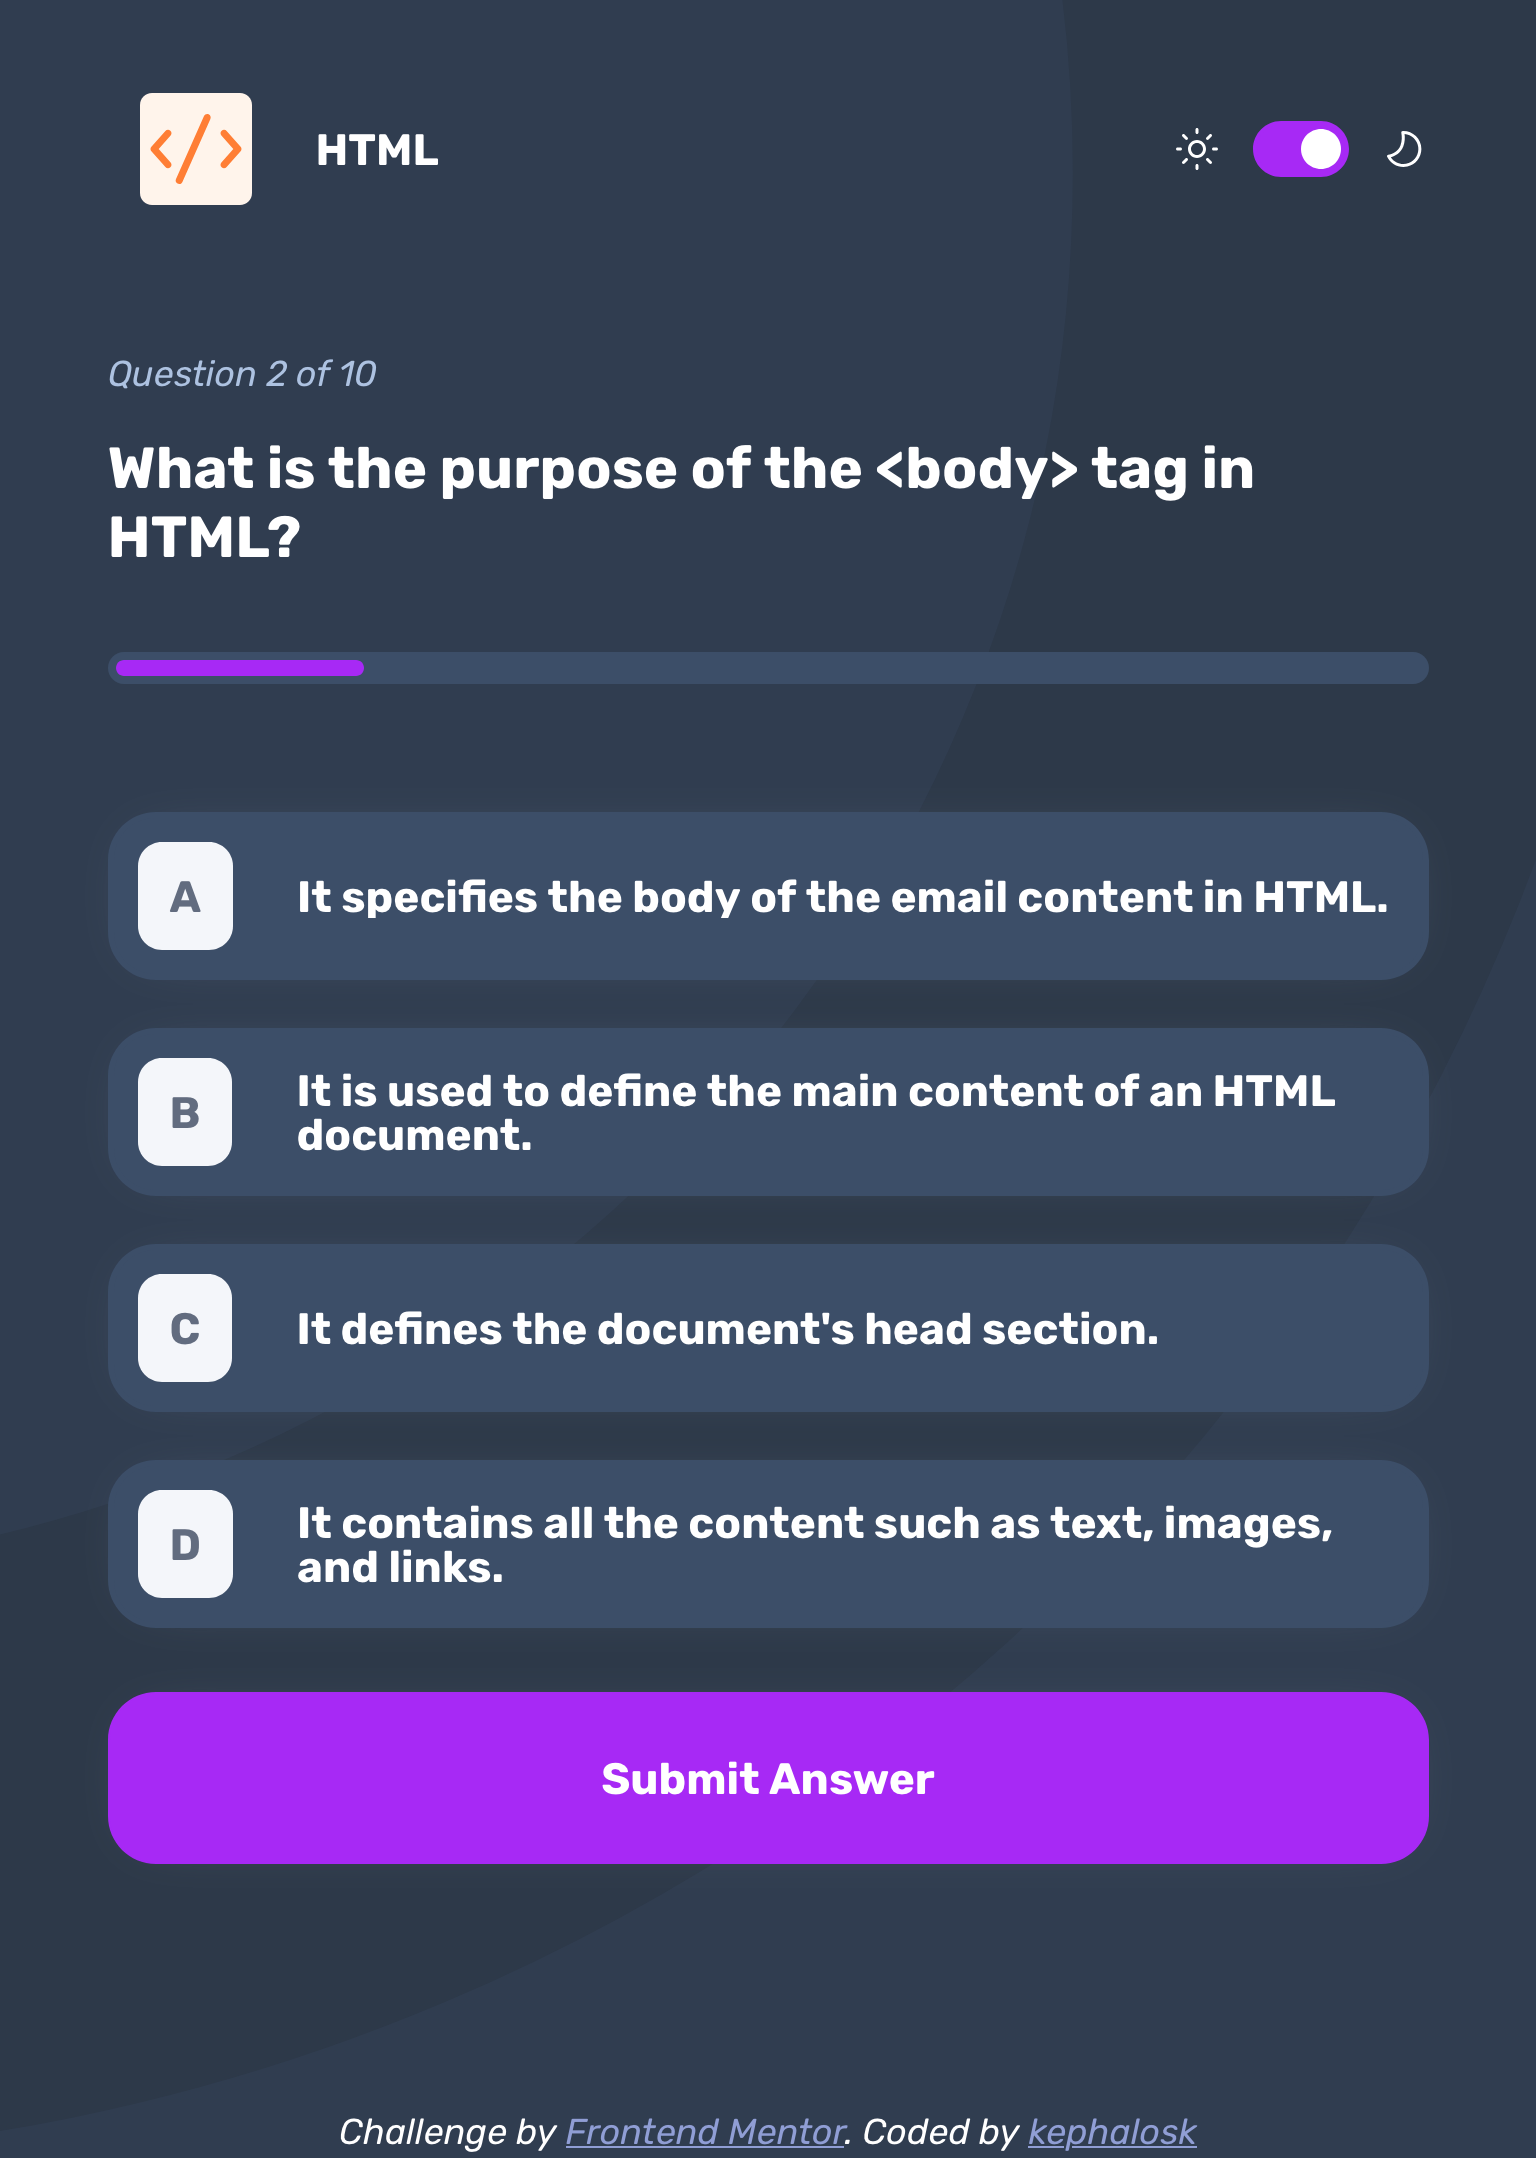 </>
HTML
Question 2 of 10
What is the purpose of the <body> tag in
HTML?
A
It specifies the body of the email content in HTML.
B
It is used to define the main content of an HTML
document.
C
It defines the document's head section.
D
It contains all the content such as text, images,
and links.
Submit Answer
Challenge by Frontend Mentor. Coded by kephalosk